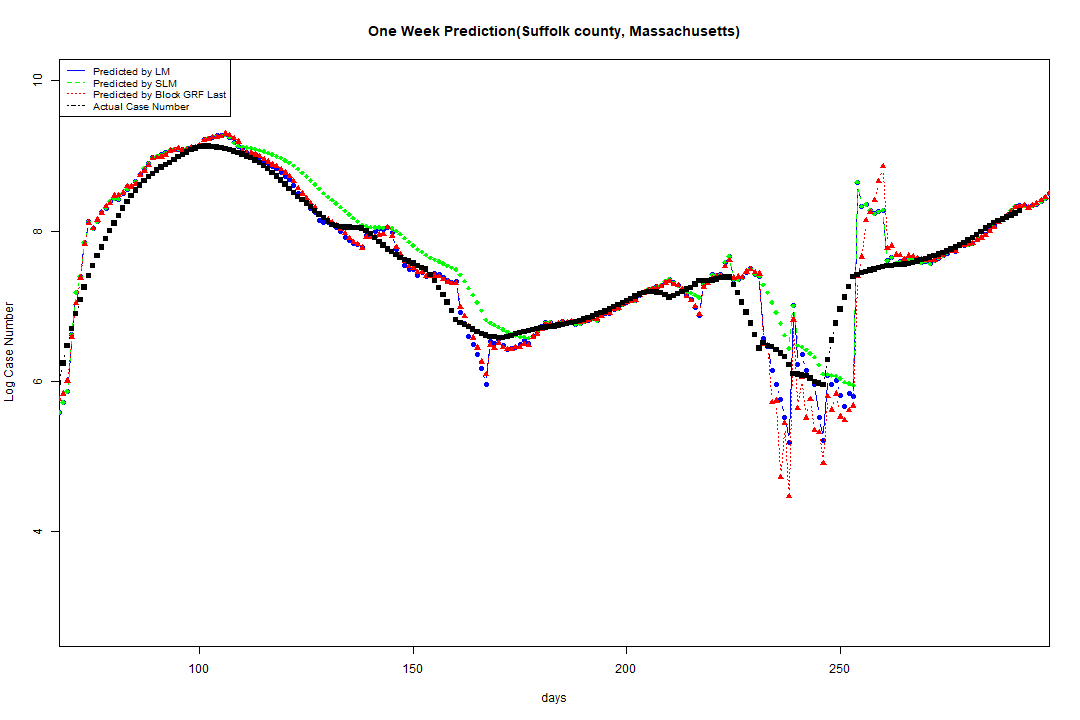 One Week Prediction(Suffolk county, Massachusetts)
Predicted by LM
Predicted by SLM
Predicted by Block GRF Last
Actual Case Number
10
8
6
4
Log Case Number
100 150 200 250
days